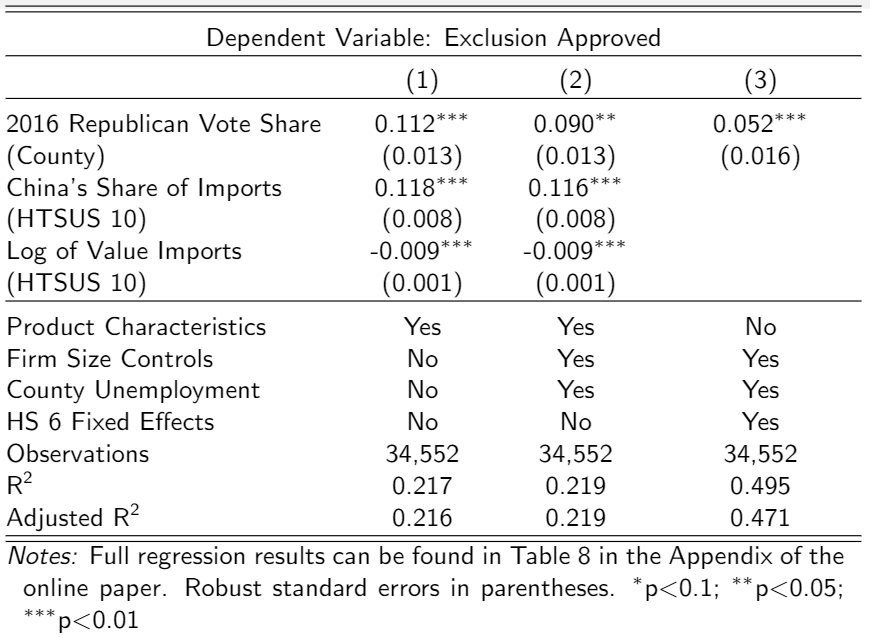 Dependent Variable: Exclusion Approved
(1) (2) (3)
2016 Republican Vote Share 0.112*** 0.090** 0.052***
(County) (0.013) (0.013) (0.016)
China's Share of Imports 0.118*** 0.116***
(HTSUS 10) (0.008) (0.008)
Log of Value Imports -0.009*** -0.009***
(HTSUS 10) (0.001) (0.001)
Product Characteristics Yes Yes No
Firm Size Controls No Yes Yes
County Unemployment No Yes Yes
HS 6 Fixed Effects No No Yes
Observations 34,552 34,552 34,552
R² 0.217 0.219 0.495
Adjusted R² 0.216 0.219 0.471
Notes: Full regression results can be found in Table 8 in the Appendix of the
online paper. Robust standard errors in parentheses. *p<0.1; **p<0.05;
***p<0.01